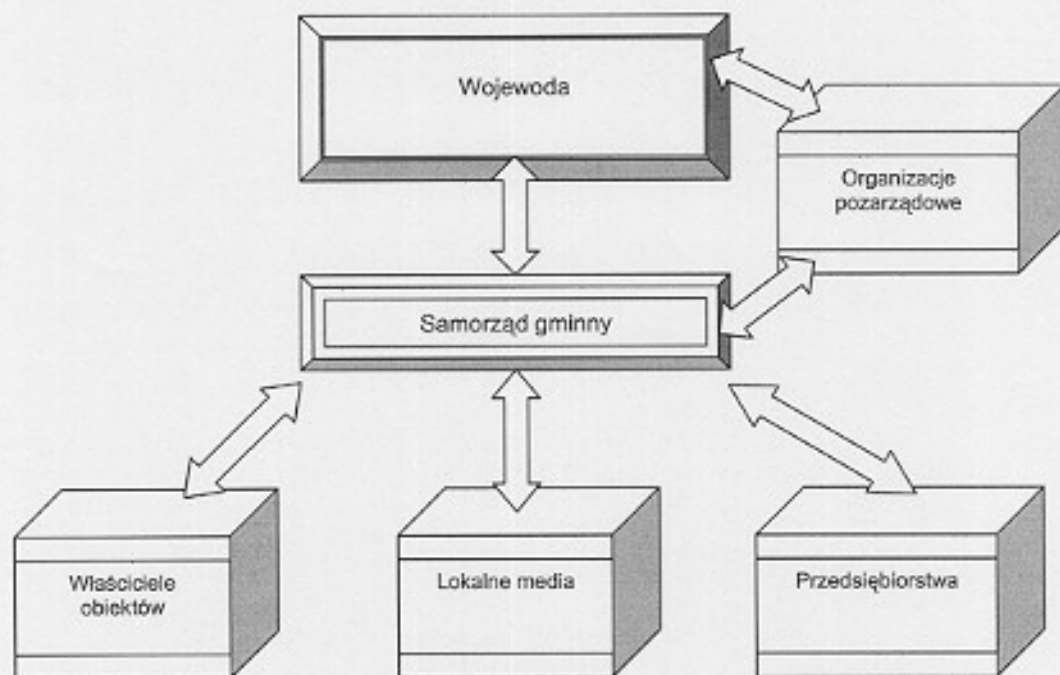 Wojewoda
Organizacje
pozarządowe
Samorząd gminny
Właściciele
obiektów
Lokalne media
Przedsiębiorstwa